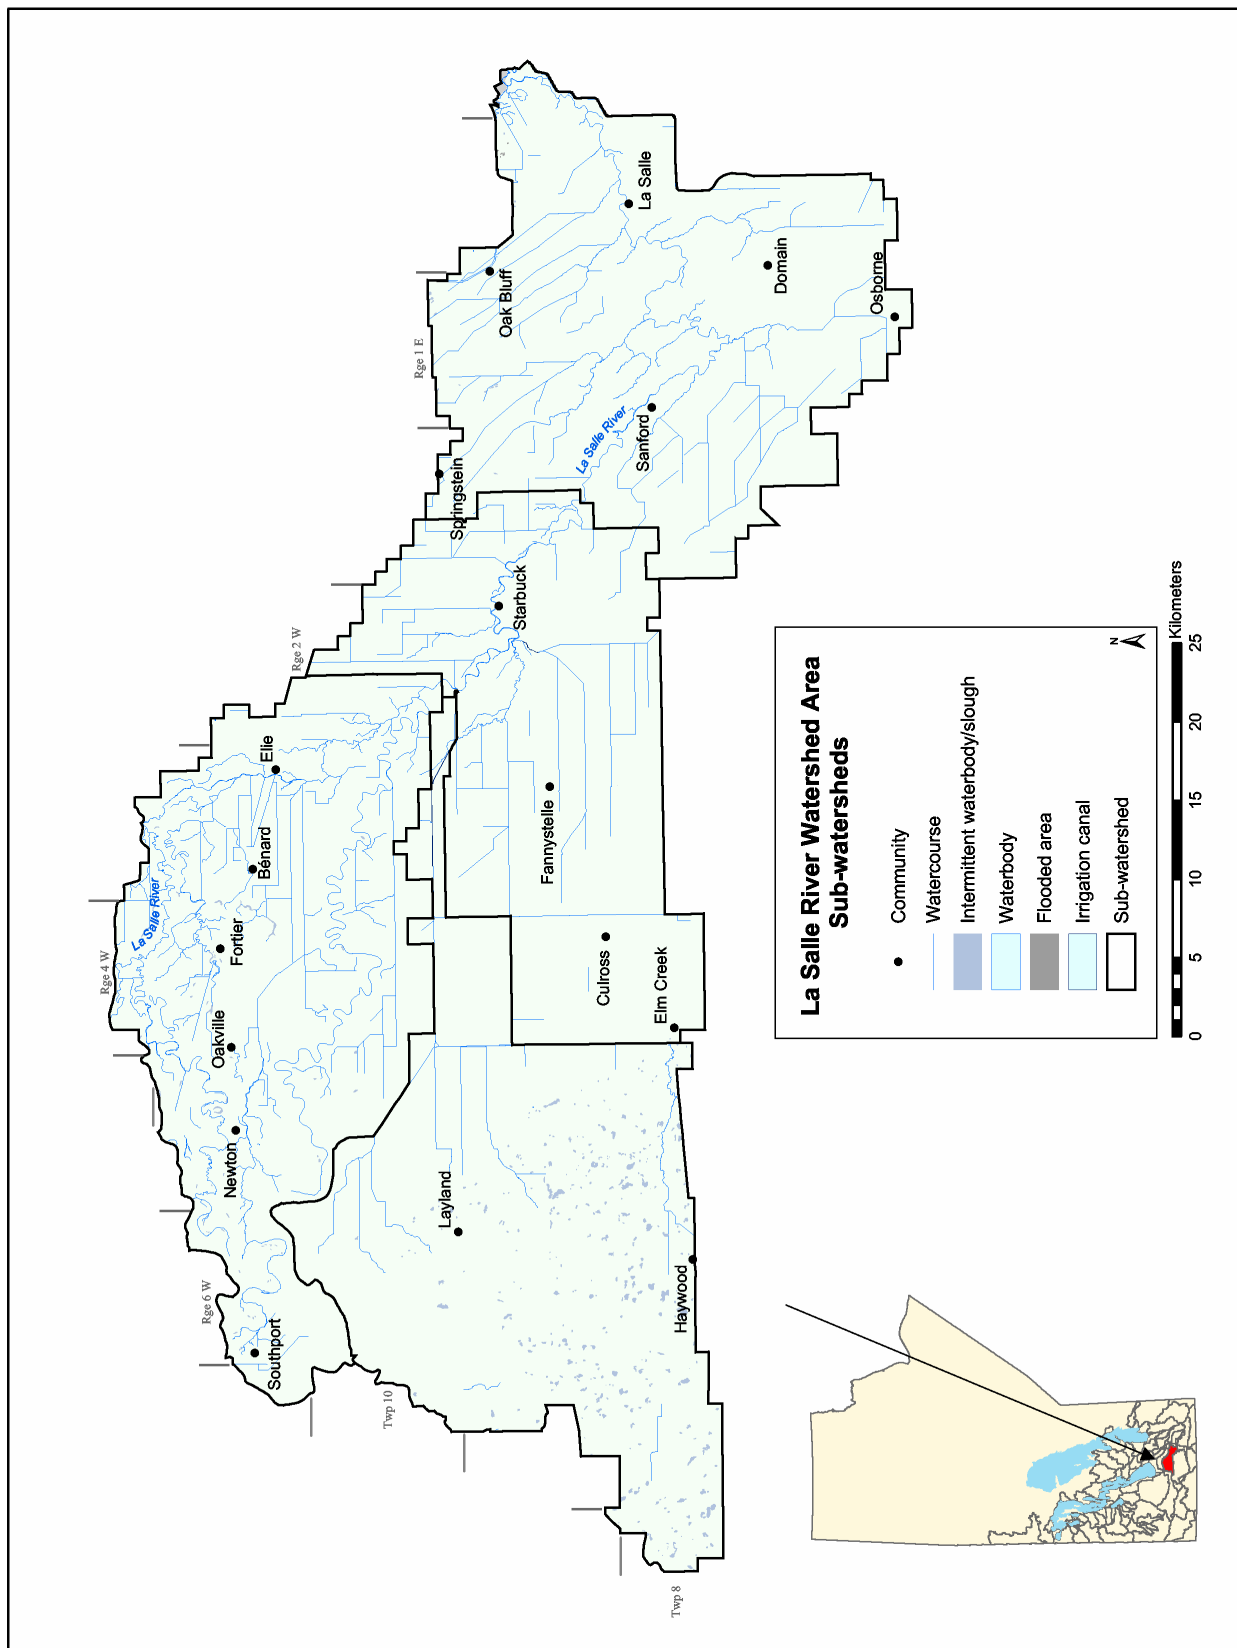 Rge 6 W
Rge 4 W
Rge 2 W
Rge 1 E
Twp 10
Twp 8
La Salle River
La Salle River
Southport
Newton
Oakville
Fortier
Bénard
Elie
Layland
Haywood
Elm Creek
Culross
Fannystelle
Starbuck
Springstein
Sanford
Oak Bluff
La Salle
Domain
Osborne
La Salle River Watershed Area
Sub-watersheds
Community
Watercourse
Intermittent waterbody/slough
Waterbody
Flooded area
Irrigation canal
Sub-watershed
N
0 5 10 15 20 25
Kilometers